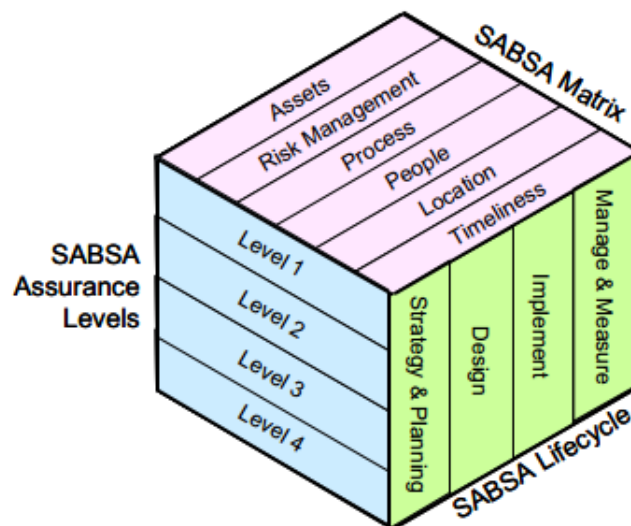 SABSA Matrix
Assets
Risk Management
Process
People
Location
Timeliness
SABSA
Assurance
Levels
Level 1
Level 2
Level 3
Level 4
Strategy & Planning
Design
Implement
Manage & Measure
SABSA Lifecycle